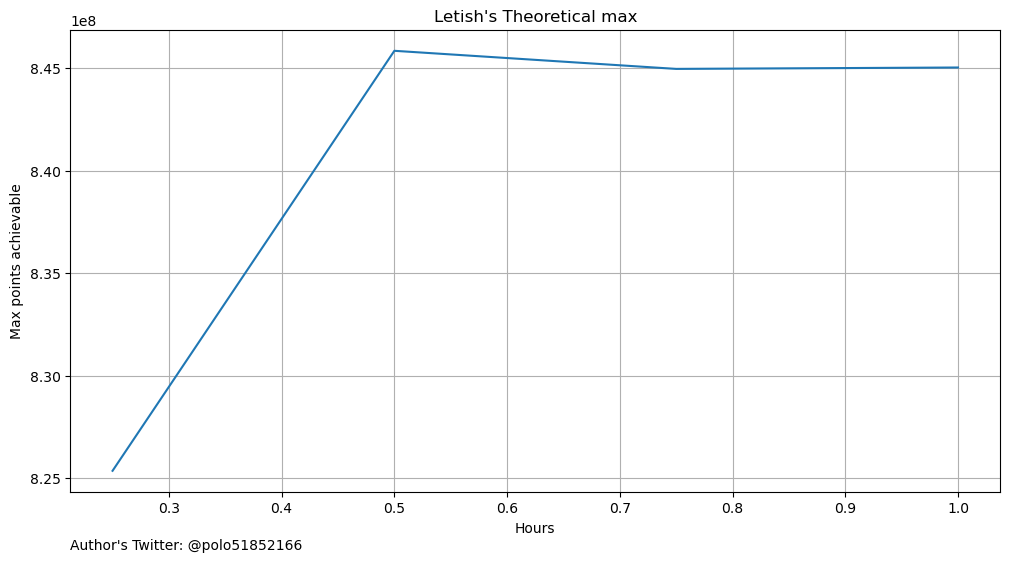 Letish's Theoretical max
1e8
8.45
8.40
8.35
8.30
8.25
Max points achievable
0.3 0.4 0.5 0.6 0.7 0.8 0.9 1.0
Hours
Author's Twitter: @polo51852166